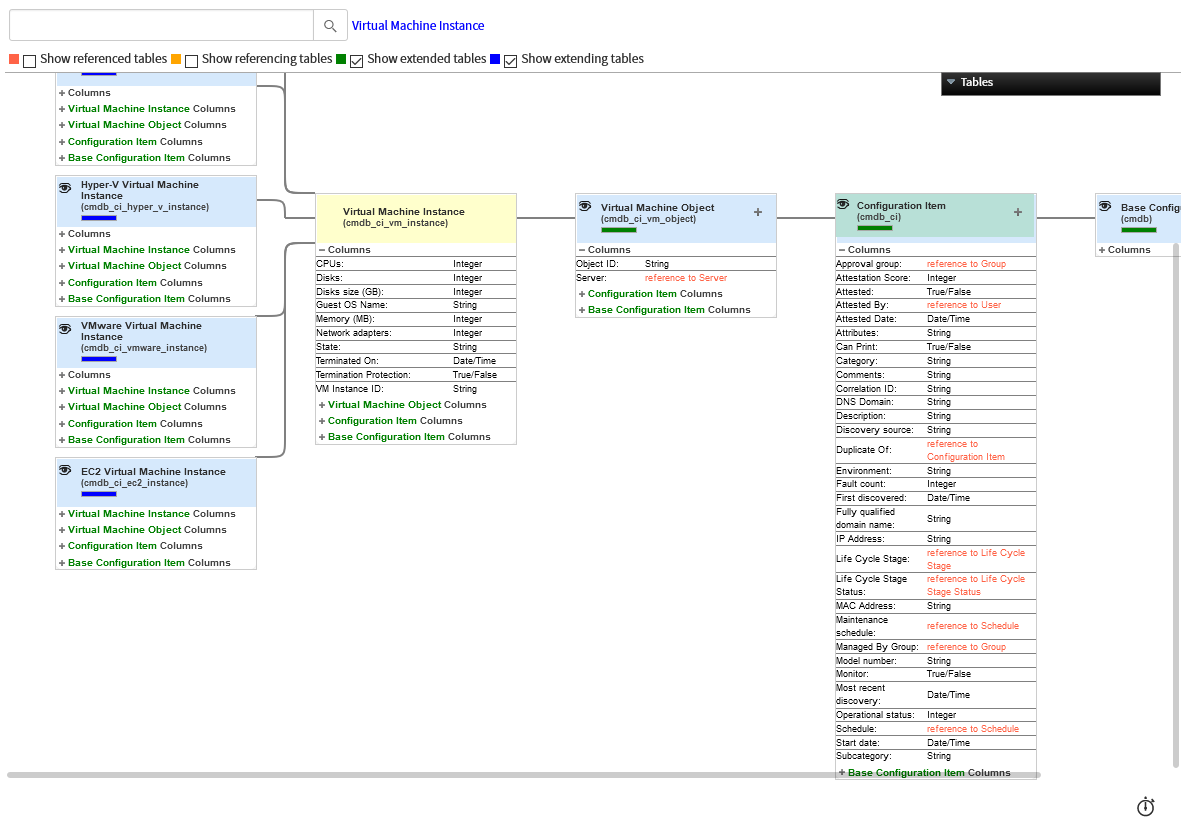 Virtual Machine Instance
Show referenced tables Show referencing tables Show extended tables Show extending tables
Tables
+ Columns
+ Virtual Machine Instance Columns
+ Virtual Machine Object Columns
+ Configuration Item Columns
+ Base Configuration Item Columns
Hyper-V Virtual Machine
Instance
(cmdb_ci_hyper_v_instance)
+ Columns
+ Virtual Machine Instance Columns
+ Virtual Machine Object Columns
+ Configuration Item Columns
+ Base Configuration Item Columns
VMware Virtual Machine
Instance
(cmdb_ci_vmware_instance)
+ Columns
+ Virtual Machine Instance Columns
+ Virtual Machine Object Columns
+ Configuration Item Columns
+ Base Configuration Item Columns
EC2 Virtual Machine Instance
(cmdb_ci_ec2_instance)
+ Virtual Machine Instance Columns
+ Virtual Machine Object Columns
+ Configuration Item Columns
+ Base Configuration Item Columns
Virtual Machine Instance
(cmdb_ci_vm_instance)
− Columns
CPUs: Integer
Disks: Integer
Disks size (GB): Integer
Guest OS Name: String
Memory (MB): Integer
Network adapters: Integer
State: String
Terminated On: Date/Time
Termination Protection: True/False
VM Instance ID: String
+ Virtual Machine Object Columns
+ Configuration Item Columns
+ Base Configuration Item Columns
Virtual Machine Object +
(cmdb_ci_vm_object)
− Columns
Object ID: String
Server: reference to Server
+ Configuration Item Columns
+ Base Configuration Item Columns
Configuration Item +
(cmdb_ci)
− Columns
Approval group: reference to Group
Attestation Score: Integer
Attested: True/False
Attested By: reference to User
Attested Date: Date/Time
Attributes: String
Can Print: True/False
Category: String
Comments: String
Correlation ID: String
DNS Domain: String
Description: String
Discovery source: String
Duplicate Of: reference to
Configuration Item
Environment: String
Fault count: Integer
First discovered: Date/Time
Fully qualified
domain name: String
IP Address: String
Life Cycle Stage: reference to Life Cycle
Stage
Life Cycle Stage reference to Life Cycle
Status: Stage Status
MAC Address: String
Maintenance
schedule: reference to Schedule
Managed By Group: reference to Group
Model number: String
Monitor: True/False
Most recent
discovery: Date/Time
Operational status: Integer
Schedule: reference to Schedule
Start date: Date/Time
Subcategory: String
+ Base Configuration Item Columns
Base Config
(cmdb)
+ Columns